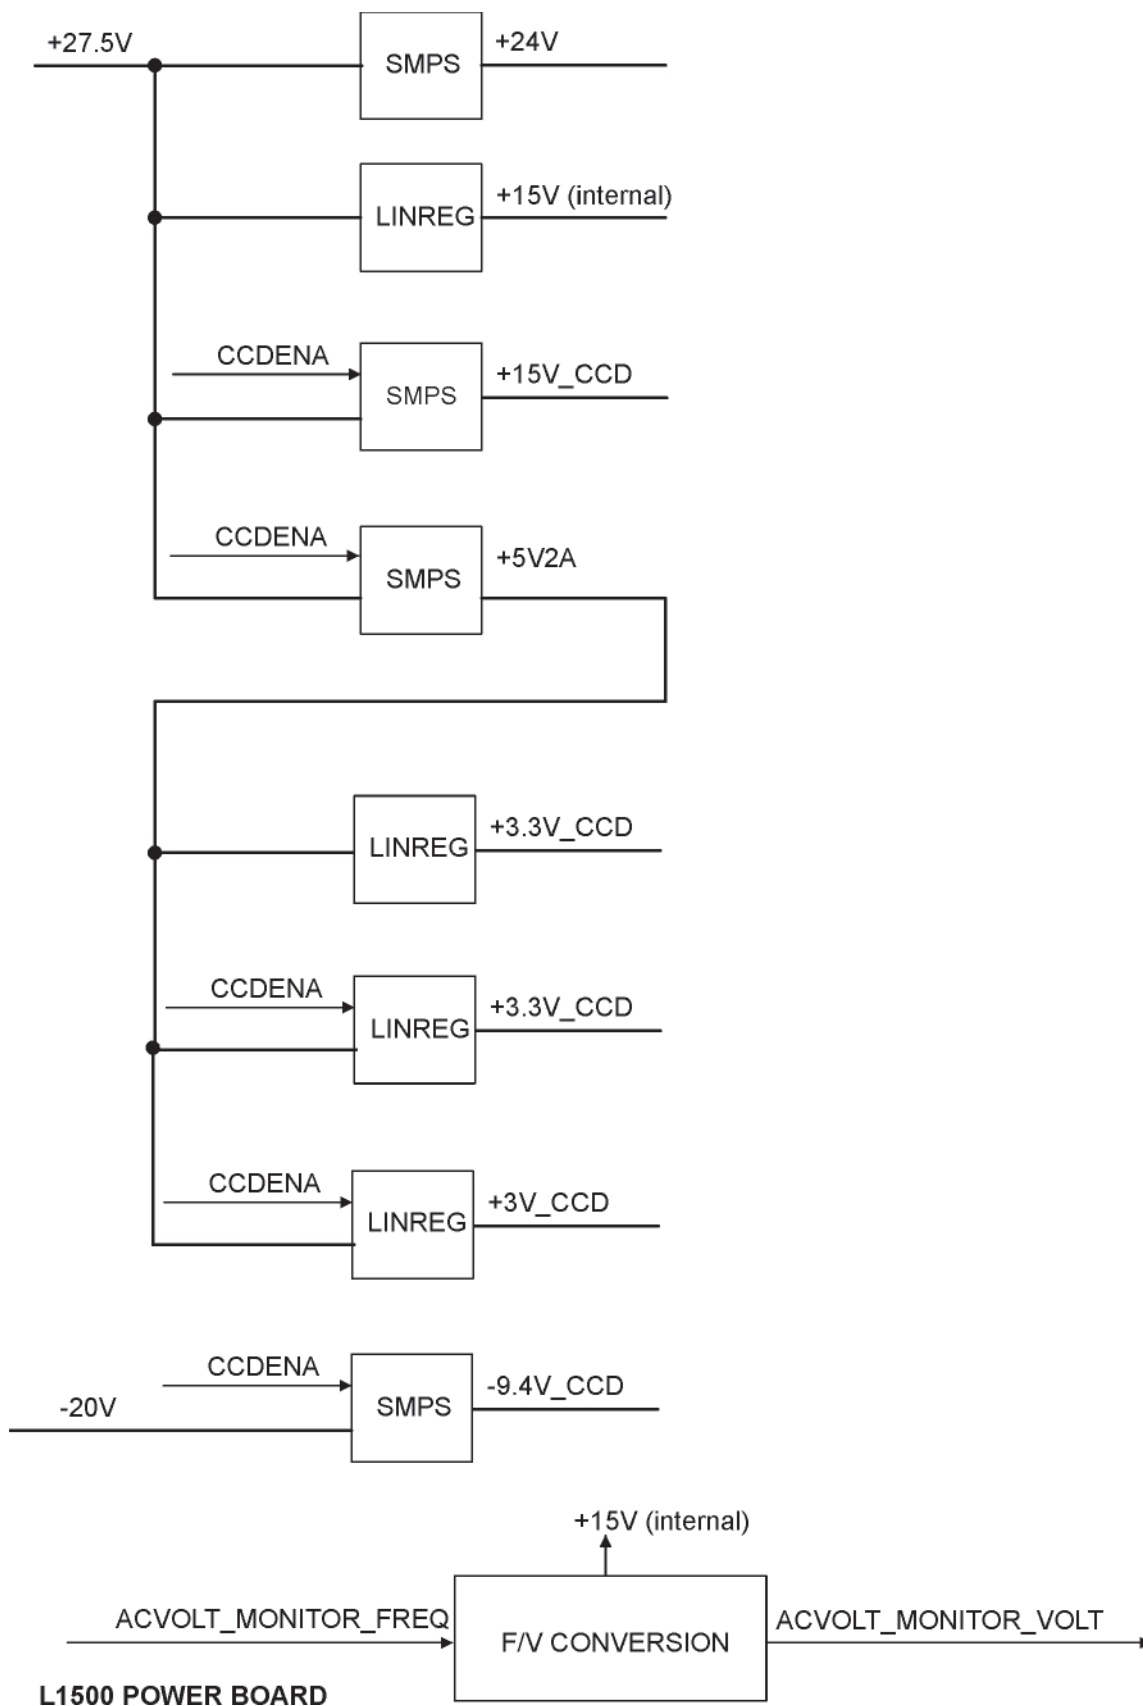 +27.5V
SMPS
+24V
LINREG
+15V (internal)
CCDENA
SMPS
+15V_CCD
CCDENA
SMPS
+5V2A
LINREG
+3.3V_CCD
CCDENA
LINREG
+3.3V_CCD
CCDENA
LINREG
+3V_CCD
CCDENA
-20V
SMPS
-9.4V_CCD
+15V (internal)
ACVOLT_MONITOR_FREQ
F/V CONVERSION
ACVOLT_MONITOR_VOLT
L1500 POWER BOARD